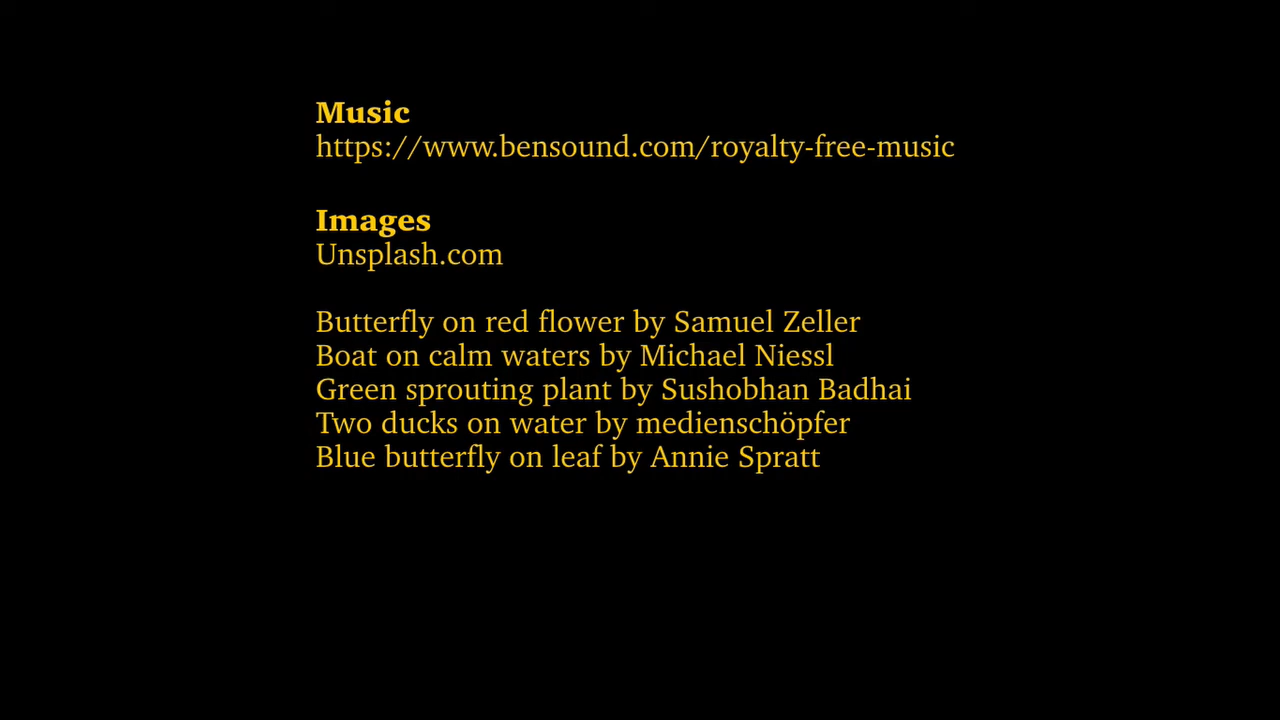 Music
https://www.bensound.com/royalty-free-music
Images
Unsplash.com
Butterfly on red flower by Samuel Zeller
Boat on calm waters by Michael Niessl
Green sprouting plant by Sushobhan Badhai
Two ducks on water by medienschöpfer
Blue butterfly on leaf by Annie Spratt